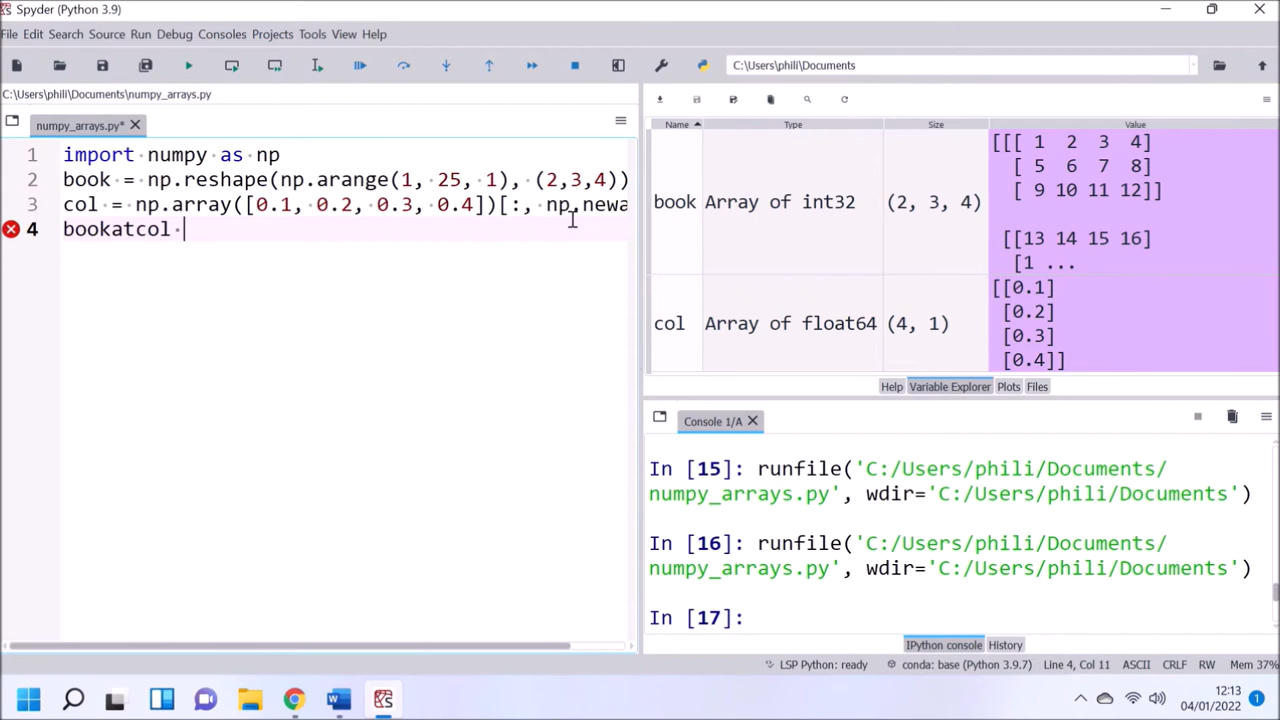 Spyder (Python 3.9)
File Edit Search Source Run Debug Consoles Projects Tools View Help
C:\Users\phili\Documents
C:\Users\phili\Documents\numpy_arrays.py
numpy_arrays.py*
1 import numpy as np
2 book = np.reshape(np.arange(1, 25, 1), (2,3,4))
3 col = np.array([0.1, 0.2, 0.3, 0.4])[:, np.newa
4 bookatcol
Name Type Size Value
book Array of int32 (2, 3, 4)
[[[ 1 2 3 4]
[ 5 6 7 8]
[ 9 10 11 12]]
[[13 14 15 16]
[1 ...
col Array of float64 (4, 1)
[[0.1]
[0.2]
[0.3]
[0.4]]
Help Variable Explorer Plots Files
Console 1/A
In [15]: runfile('C:/Users/phili/Documents/
numpy_arrays.py', wdir='C:/Users/phili/Documents')
In [16]: runfile('C:/Users/phili/Documents/
numpy_arrays.py', wdir='C:/Users/phili/Documents')
In [17]:
IPython console History
LSP Python: ready conda: base (Python 3.9.7) Line 4, Col 11 ASCII CRLF RW Mem 37%
12:13
04/01/2022
1